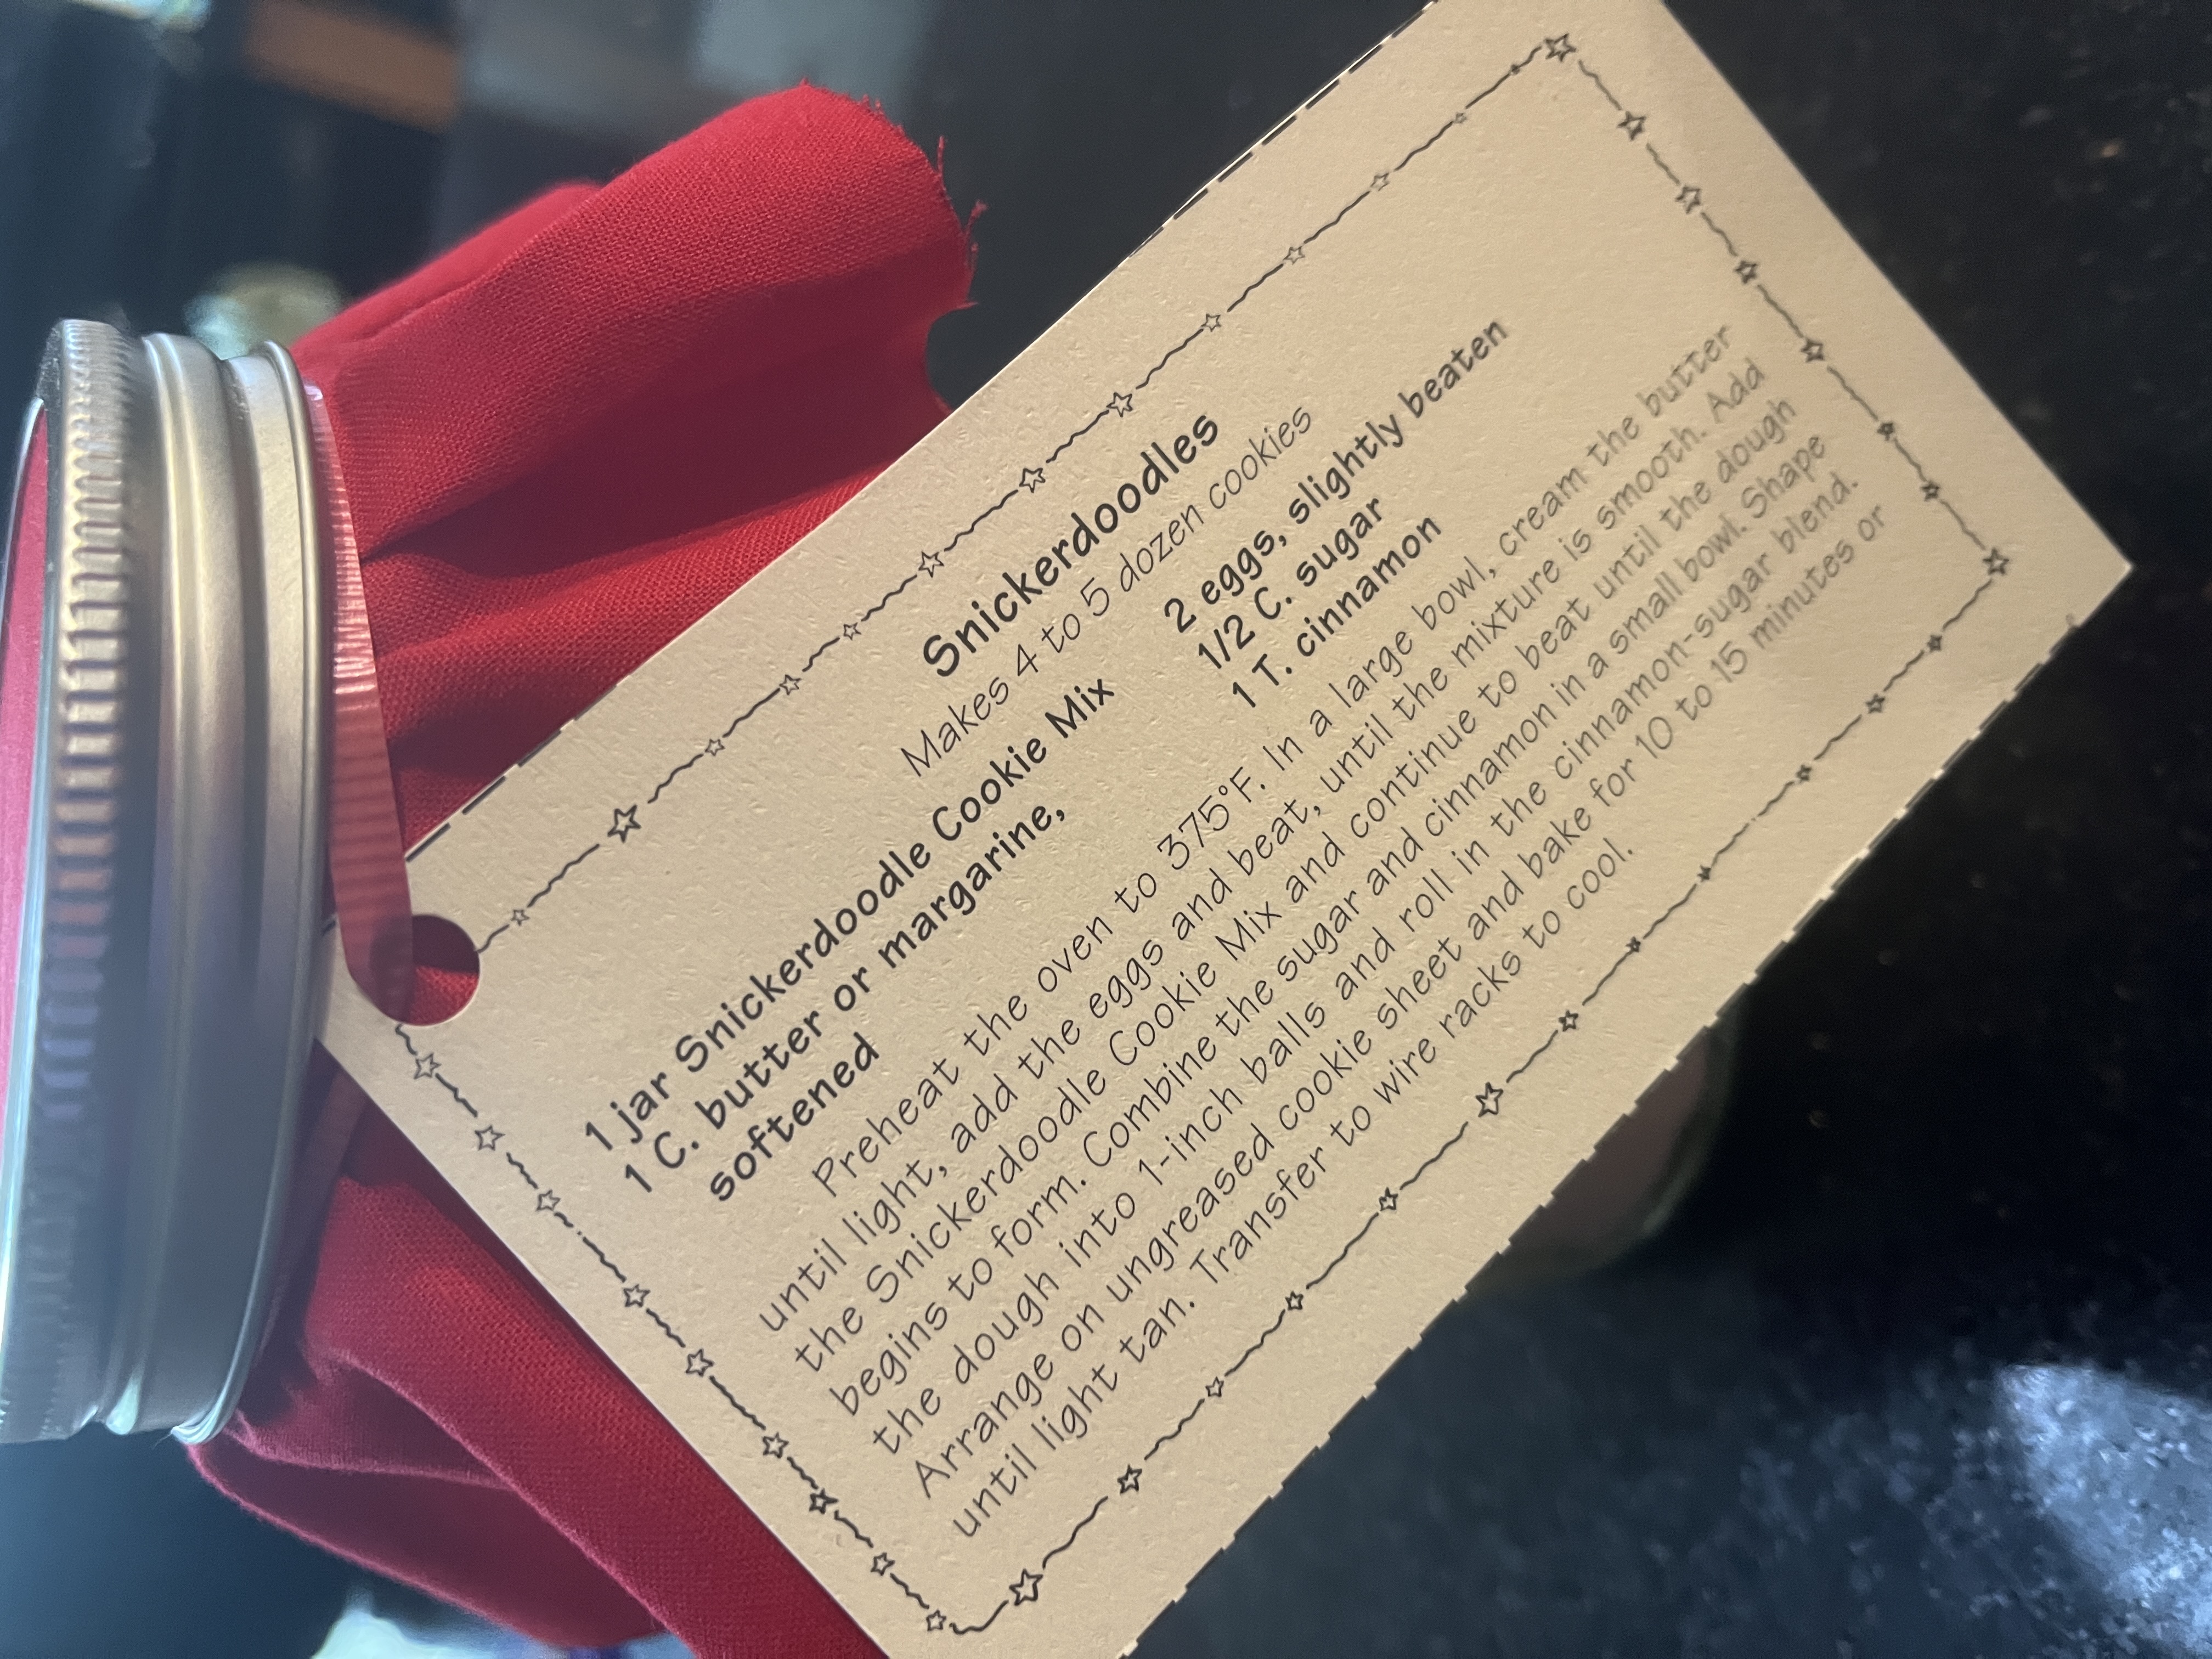 Snickerdoodles
Makes 4 to 5 dozen cookies
1 jar Snickerdoodle Cookie Mix
1 C. butter or margarine,
softened
2 eggs, slightly beaten
1/2 C. sugar
1 T. cinnamon
Preheat the oven to 375°F. In a large bowl, cream the butter
until light, add the eggs and beat, until the mixture is smooth. Add
the Snickerdoodle Cookie Mix and continue to beat until the dough
begins to form. Combine the sugar and cinnamon in a small bowl. Shape
the dough into 1-inch balls and roll in the cinnamon-sugar blend.
Arrange on ungreased cookie sheet and bake for 10 to 15 minutes or
until light tan. Transfer to wire racks to cool.